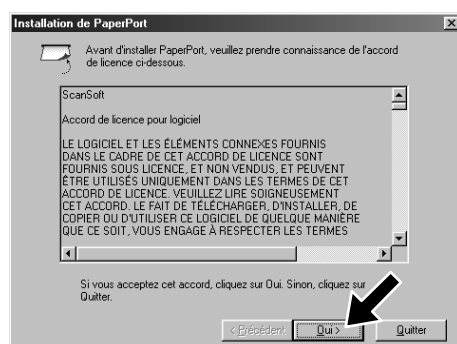 Installation de PaperPort
Avant d'installer PaperPort, veuillez prendre connaissance de l'accord
de licence ci-dessous.
ScanSoft
Accord de licence pour logiciel
LE LOGICIEL ET LES ÉLÉMENTS CONNEXES FOURNIS
DANS LE CADRE DE CET ACCORD DE LICENCE SONT
FOURNIS SOUS LICENCE, ET NON VENDUS, ET PEUVENT
ÊTRE UTILISÉS UNIQUEMENT DANS LES TERMES DE CET
ACCORD DE LICENCE. VEUILLEZ LIRE SOIGNEUSEMENT
CET ACCORD. LE FAIT DE TÉLÉCHARGER, D'INSTALLER, DE
COPIER OU D'UTILISER CE LOGICIEL DE QUELQUE MANIÈRE
QUE CE SOIT, VOUS ENGAGE À RESPECTER LES TERMES
Si vous acceptez cet accord, cliquez sur Oui. Sinon, cliquez sur
Quitter.
< Précédent Oui > Quitter